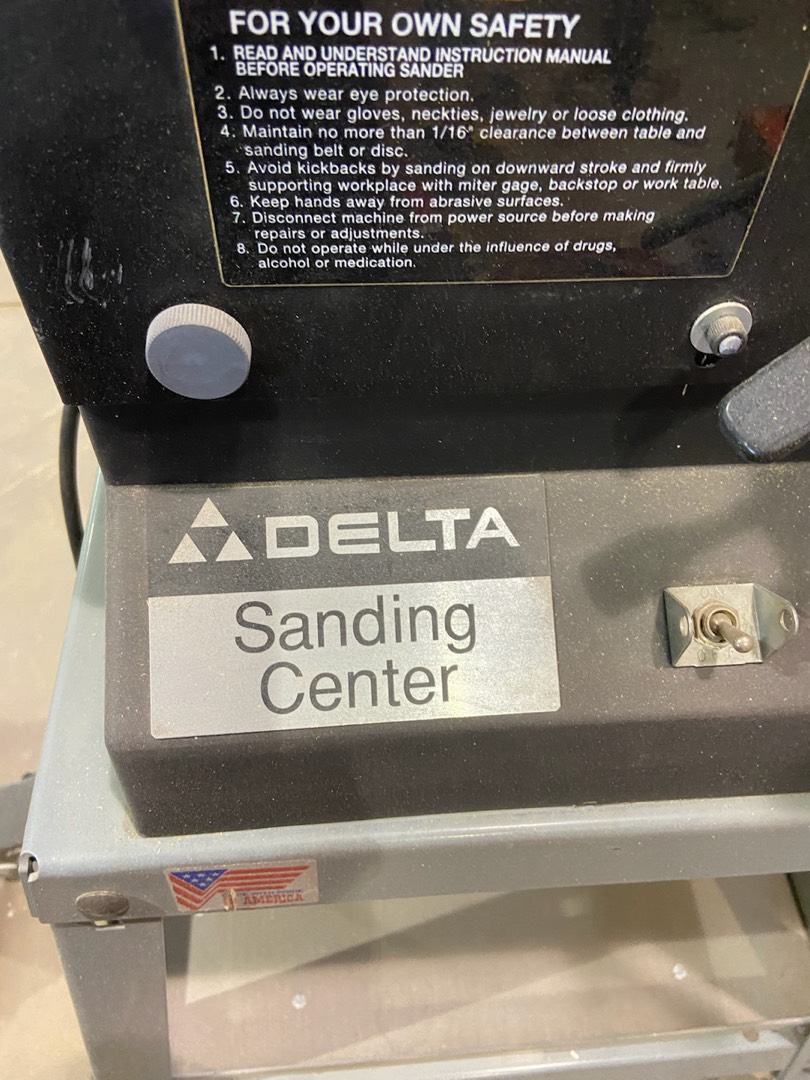 FOR YOUR OWN SAFETY
1. READ AND UNDERSTAND INSTRUCTION MANUAL
BEFORE OPERATING SANDER
2. Always wear eye protection.
3. Do not wear gloves, neckties, jewelry or loose clothing.
4. Maintain no more than 1/16" clearance between table and
sanding belt or disc.
5. Avoid kickbacks by sanding on downward stroke and firmly
supporting workplace with miter gage, backstop or work table.
6. Keep hands away from abrasive surfaces.
7. Disconnect machine from power source before making
repairs or adjustments.
8. Do not operate while under the influence of drugs,
alcohol or medication.
DELTA
Sanding
Center
ON
IN AMERICA